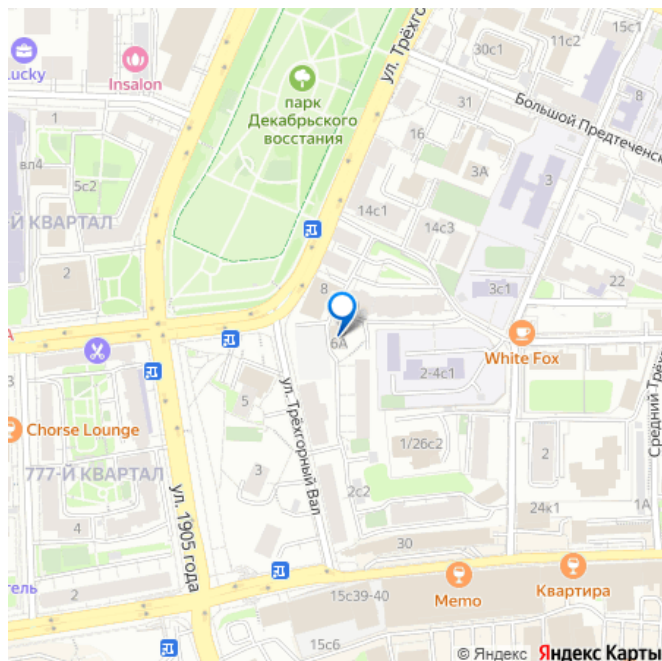 15с1
11с2
30с1
Lucky
Insalon
ул. Трёхго
8
31
Большой Предтеченск
парк
Декабрьского
восстания
1
16
вл4
3А
3
5с2
14с1
14с3
-Й КВАРТАЛ
2
22
8
3с1
А
6А
White Fox
2-4с1
Chorse Lounge
5
ул. Трёхгорный Вал
Средний Трёх
777-Й КВАРТАЛ
3
1/26с2
2
2с2
4
ул. 1905 года
24к1
1А
30
тель
2
15с39-40
Memo
Квартира
15с6
© Яндекс Яндекс Карты